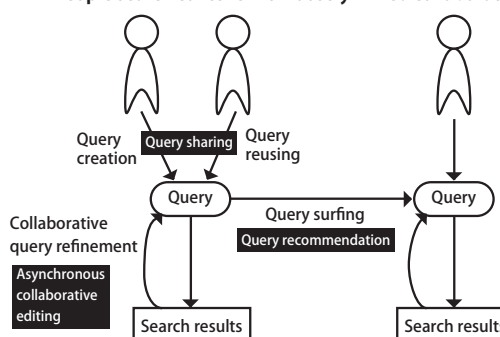 Query
creation
Query sharing
Query
reusing
Query
Query
Query surfing
Query recommendation
Collaborative
query refinement
Asynchronous
collaborative
editing
Search results
Search result